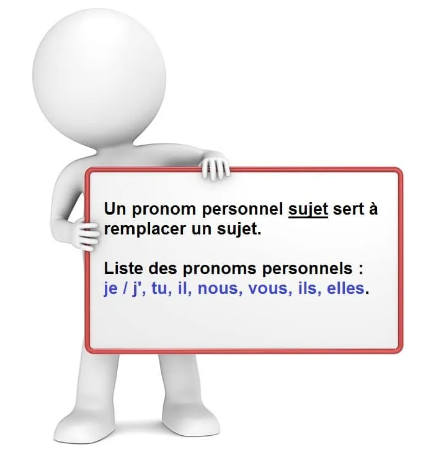 Un pronom personnel sujet sert à
remplacer un sujet.
Liste des pronoms personnels :
je / j', tu, il, nous, vous, ils, elles.